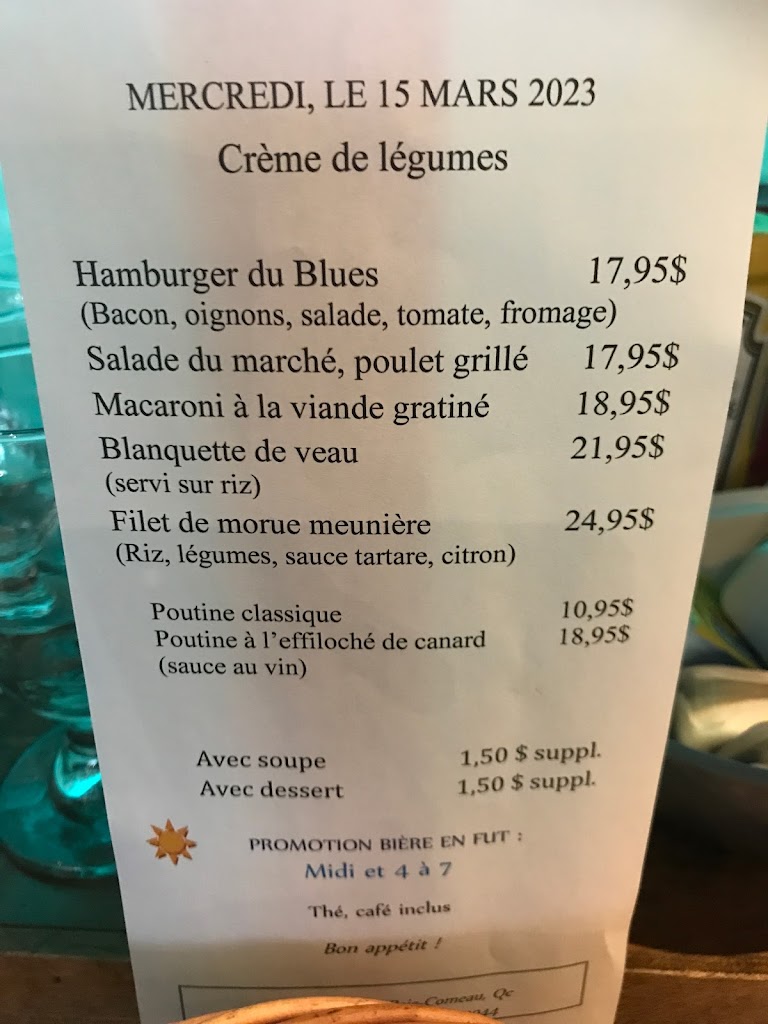 MERCREDI, LE 15 MARS 2023
Crème de légumes
Hamburger du Blues 17,95$
(Bacon, oignons, salade, tomate, fromage)
Salade du marché, poulet grillé 17,95$
Macaroni à la viande gratiné 18,95$
Blanquette de veau 21,95$
(servi sur riz)
Filet de morue meunière 24,95$
(Riz, légumes, sauce tartare, citron)
Poutine classique 10,95$
Poutine à l'effiloché de canard 18,95$
(sauce au vin)
Avec soupe 1,50 $ suppl.
Avec dessert 1,50 $ suppl.
PROMOTION BIÈRE EN FUT :
Midi et 4 à 7
Thé, café inclus
Bon appétit !
Comeau, Qc